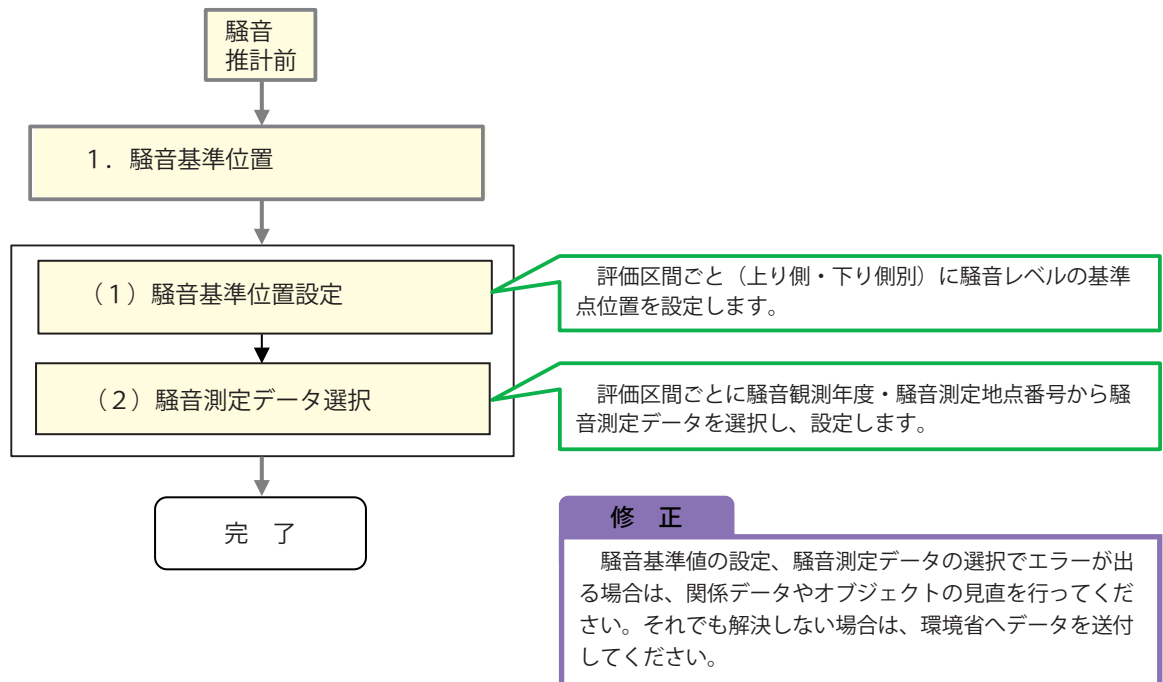 騒音
推計前
1．騒音基準位置
（1）騒音基準位置設定
評価区間ごと（上り側・下り側別）に騒音レベルの基準
点位置を設定します。
（2）騒音測定データ選択
評価区間ごとに騒音観測年度・騒音測定地点番号から騒
音測定データを選択し、設定します。
完　了
修　正
騒音基準値の設定、騒音測定データの選択でエラーが出
る場合は、関係データやオブジェクトの見直を行ってくだ
さい。それでも解決しない場合は、環境省へデータを送付
してください。